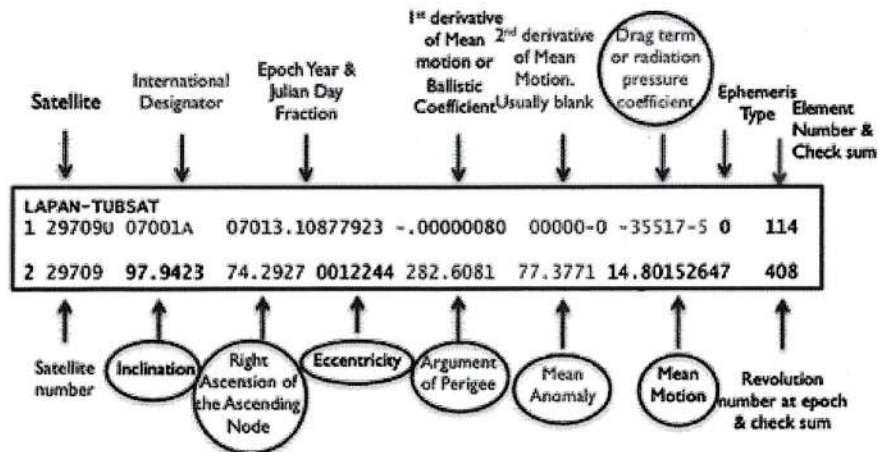 1st derivative
of Mean
motion or
Ballistic
Coefficient
2nd derivative
of Mean
Motion.
Usually blank
Drag term
or radiation
pressure
coefficient
Satellite
International
Designator
Epoch Year &
Julian Day
Fraction
Ephemeris
Type
Element
Number &
Check sum
LAPAN-TUBSAT
1 29709U 07001A 07013.10877923 -.00000080 00000-0 -35517-5 0 114
2 29709 97.9423 74.2927 0012244 282.6081 77.3771 14.80152647 408
Satellite
number
Inclination
Right
Ascension of
the Ascending
Node
Eccentricity
Argument
of Perigee
Mean
Anomaly
Mean
Motion
Revolution
number at epoch
& check sum